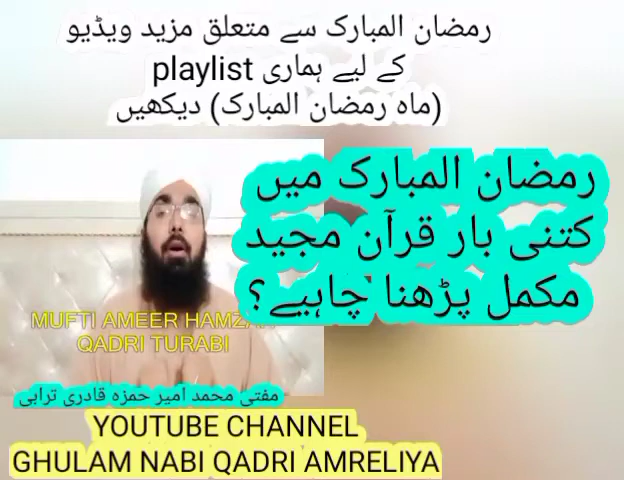 رمضان المبارک سے متعلق مزید ویڈیو
کے لیے ہماری playlist
(ماہ رمضان المبارک) دیکھیں
رمضان المبارک میں
کتنی بار قرآن مجید
مکمل پڑھنا چاہیے؟
MUFTI AMEER HAMZA
QADRI TURABI
مفتی محمد امیر حمزہ قادری ترابی
YOUTUBE CHANNEL
GHULAM NABI QADRI AMRELIYA